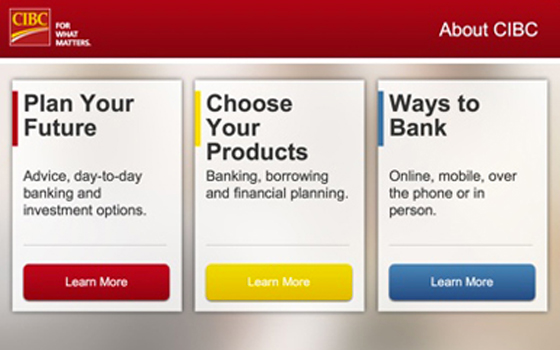 CIBC
FOR
WHAT
MATTERS.
About CIBC
Plan Your
Future
Advice, day-to-day
banking and
investment options.
Learn More
Choose
Your
Products
Banking, borrowing
and financial planning.
Learn More
Ways to
Bank
Online, mobile, over
the phone or in
person.
Learn More